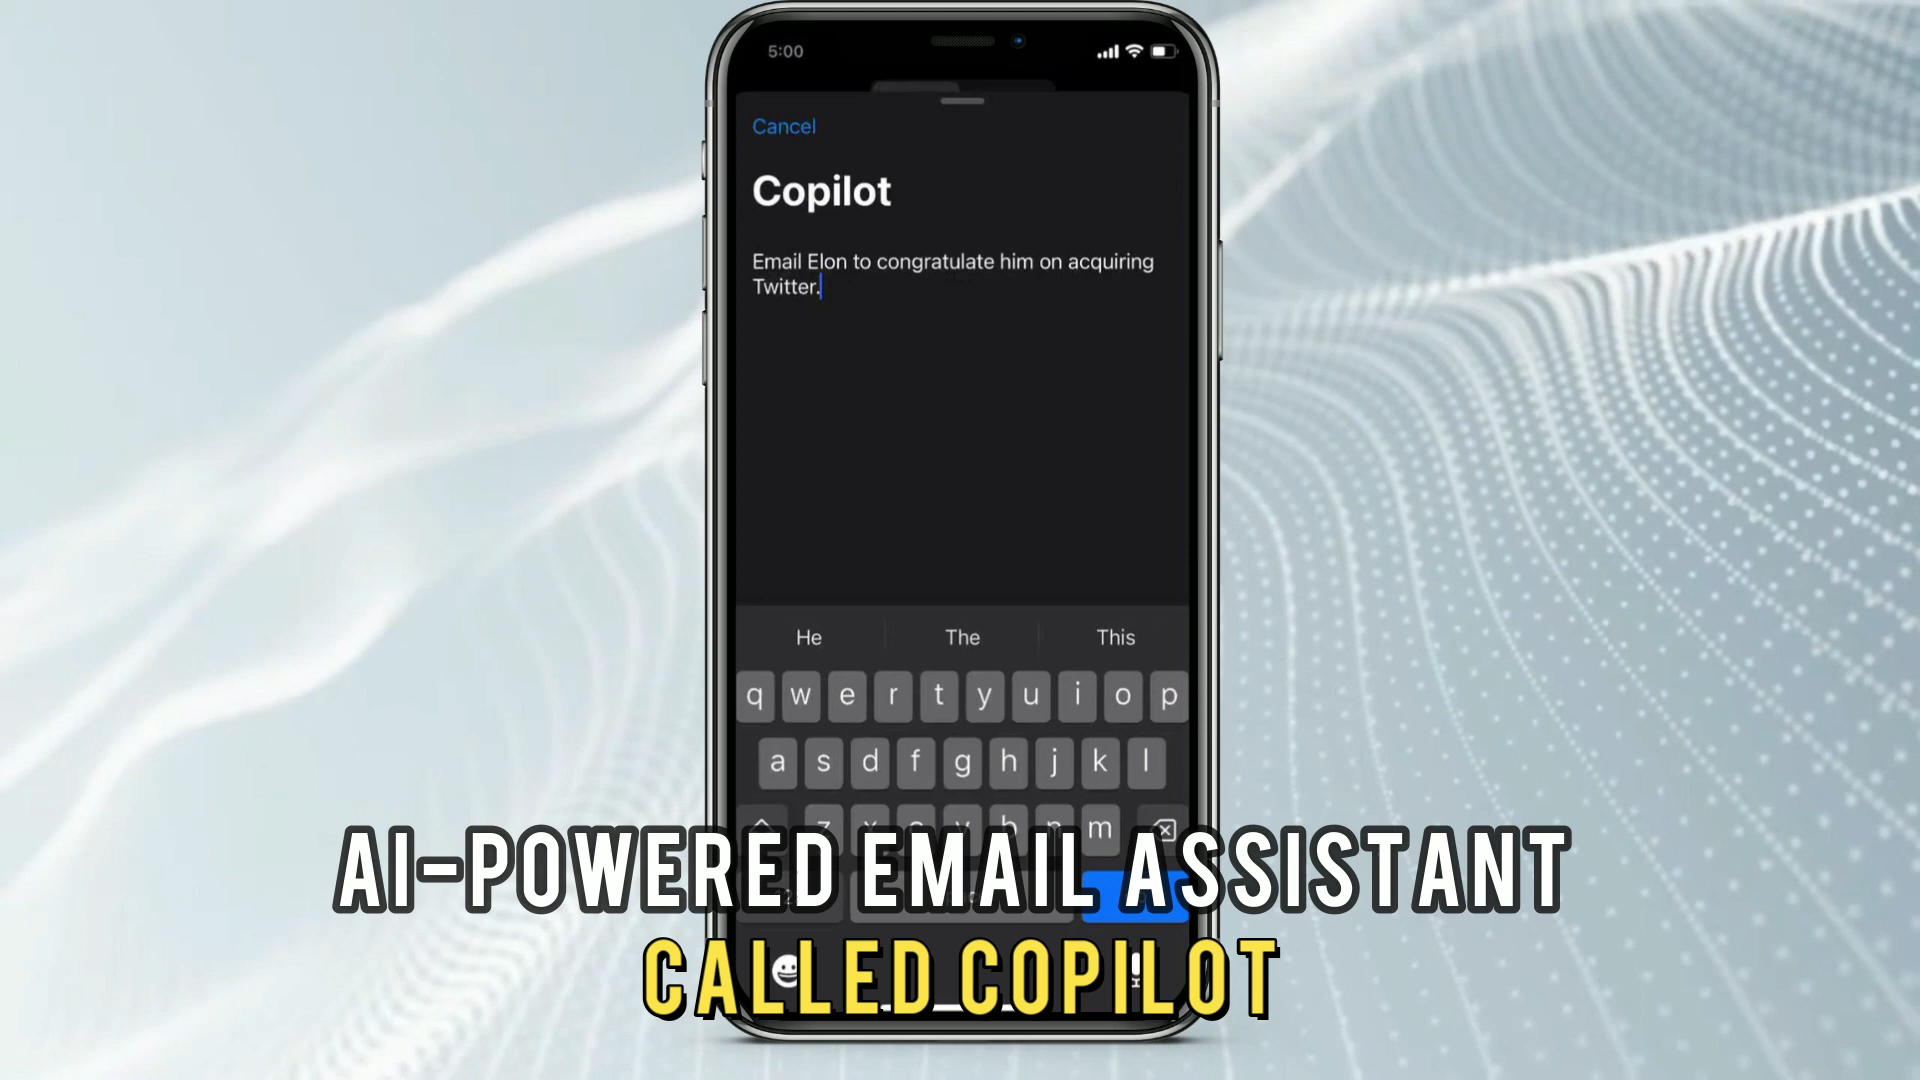 5:00
Cancel
Copilot
Email Elon to congratulate him on acquiring
Twitter.
He The This
q w e r t y u i o p
a s d f g h j k l
z x c v b n m
AI-POWERED EMAIL ASSISTANT
CALLED COPILOT